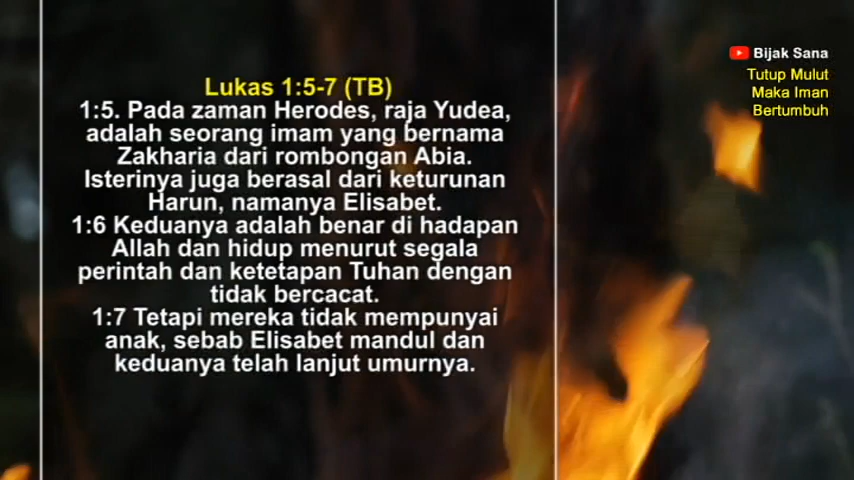 Lukas 1:5-7 (TB)
1:5. Pada zaman Herodes, raja Yudea,
adalah seorang imam yang bernama
Zakharia dari rombongan Abia.
Isterinya juga berasal dari keturunan
Harun, namanya Elisabet.
1:6 Keduanya adalah benar di hadapan
Allah dan hidup menurut segala
perintah dan ketetapan Tuhan dengan
tidak bercacat.
1:7 Tetapi mereka tidak mempunyai
anak, sebab Elisabet mandul dan
keduanya telah lanjut umurnya.
Bijak Sana
Tutup Mulut
Maka Iman
Bertumbuh